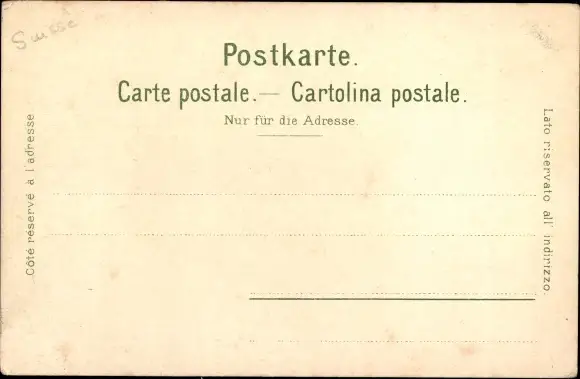 Suisse
Postkarte.
Carte postale.— Cartolina postale.
Nur für die Adresse.
Côté réservé à l'adresse
Lato riservato all' indirizzo.